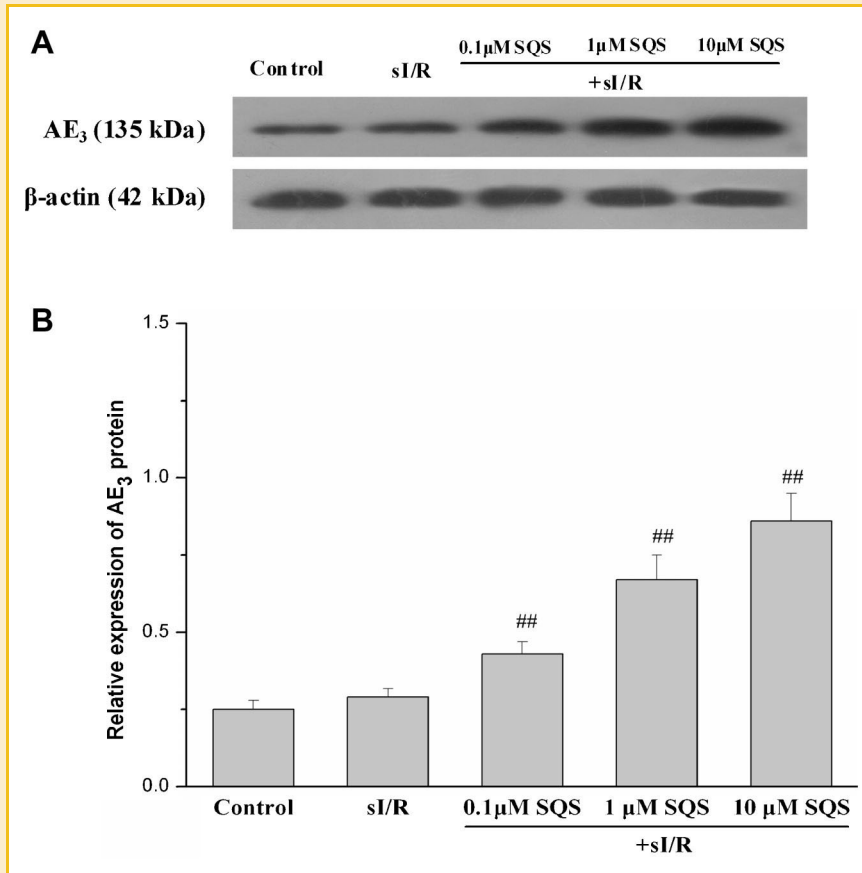 A
Control sI/R 0.1μM SQS 1μM SQS 10μM SQS
+sI/R
AE3 (135 kDa)
β-actin (42 kDa)
B
Relative expression of AE3 protein
1.5
1.0
0.5
0.0
## ## ##
Control sI/R 0.1μM SQS 1 μM SQS 10 μM SQS
+sI/R